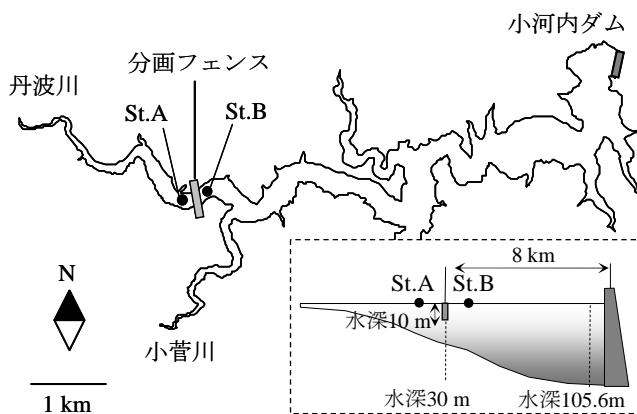 小河内ダム
分画フェンス
丹波川
St.A
St.B
N
小菅川
1 km
8 km
St.A
St.B
水深10 m
水深30 m
水深105.6m